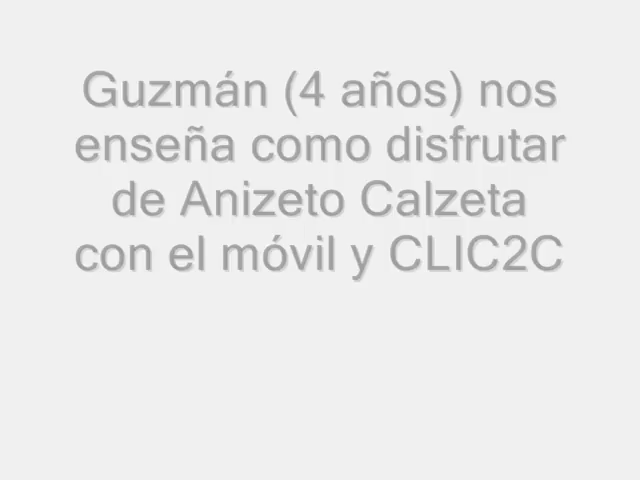 Guzmán (4 años) nos
enseña como disfrutar
de Anizeto Calzeta
con el móvil y CLIC2C